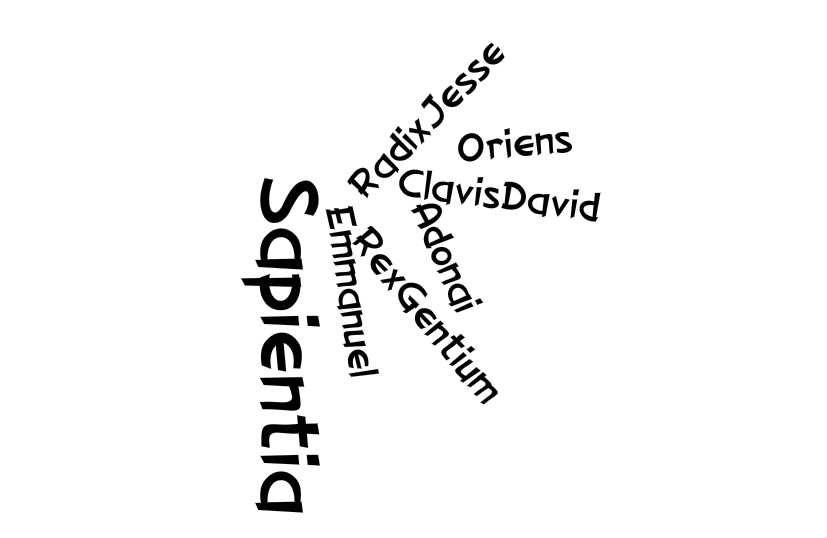 RadixJesse
Oriens
ClavisDavid
Sapientia
Emmanuel
RexGentium
Adonai